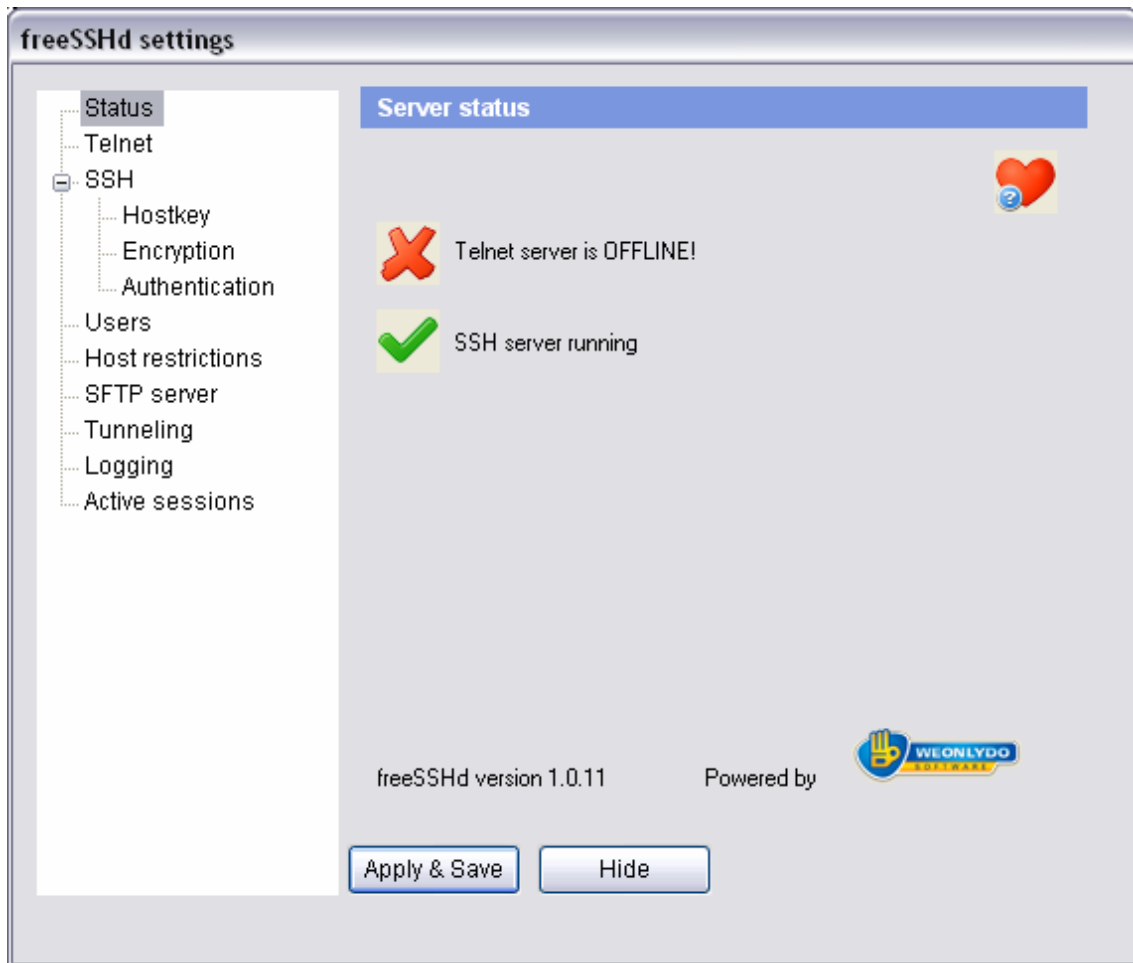 freeSSHd settings
Status
Telnet
SSH
Hostkey
Encryption
Authentication
Users
Host restrictions
SFTP server
Tunneling
Logging
Active sessions
Server status
?
Telnet server is OFFLINE!
SSH server running
freeSSHd version 1.0.11
Powered by
WEONLYDO
SOFTWARE
Apply & Save
Hide